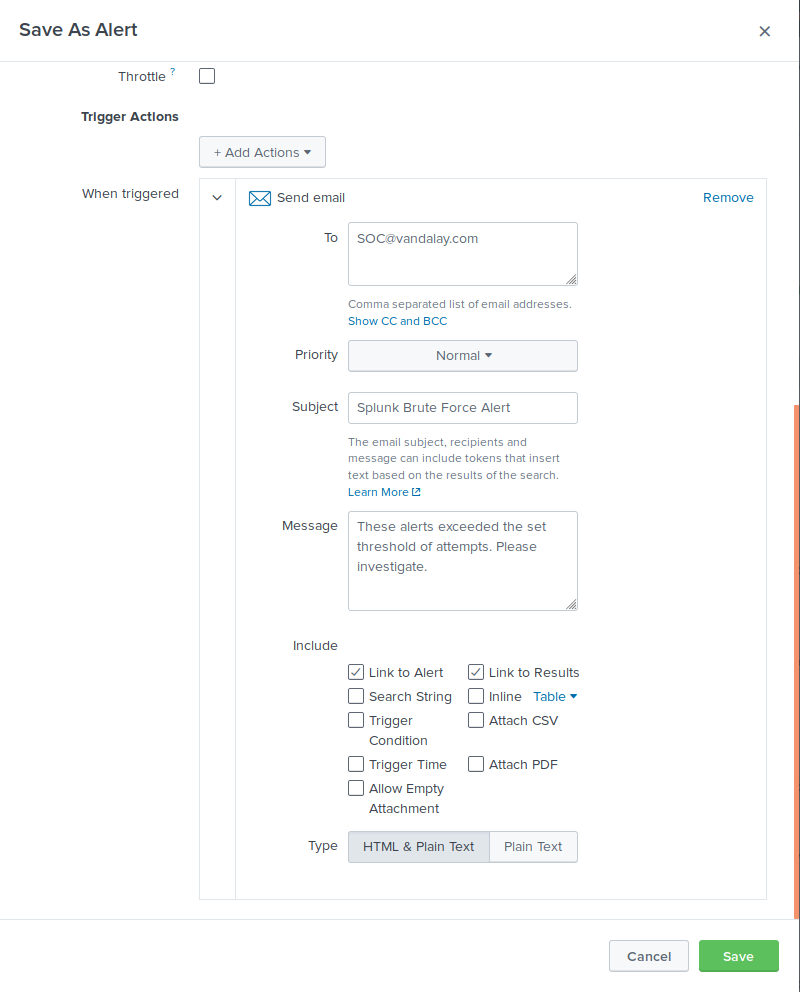 Save As Alert
×
Throttle ?
Trigger Actions
+ Add Actions
When triggered
Send email
Remove
To
SOC@vandalay.com
Comma separated list of email addresses.
Show CC and BCC
Priority
Normal
Subject
Splunk Brute Force Alert
The email subject, recipients and
message can include tokens that insert
text based on the results of the search.
Learn More
Message
These alerts exceeded the set
threshold of attempts. Please
investigate.
Include
Link to Alert
Link to Results
Search String
Inline Table
Trigger
Condition
Attach CSV
Trigger Time
Attach PDF
Allow Empty
Attachment
Type
HTML & Plain Text
Plain Text
Cancel
Save